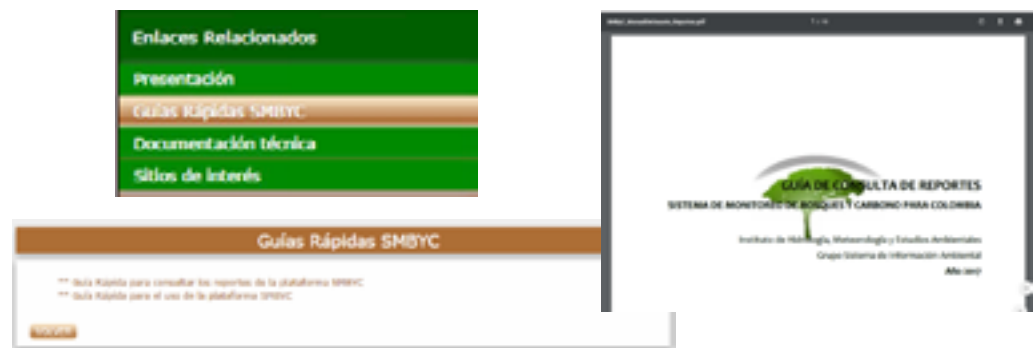 Enlaces Relacionados
Presentación
Guías Rápidas SMBYC
Documentación técnica
Sitios de interés
Guías Rápidas SMBYC
** Guía Rápida para consultar los reportes de la plataforma SMBYC
** Guía Rápida para el uso de la plataforma SMBYC
VOLVER
GUÍA DE CONSULTA DE REPORTES
SISTEMA DE MONITOREO DE BOSQUES Y CARBONO PARA COLOMBIA
Instituto de Hidrología, Meteorología y Estudios Ambientales
Grupo Sistema de Información Ambiental
Año 2017